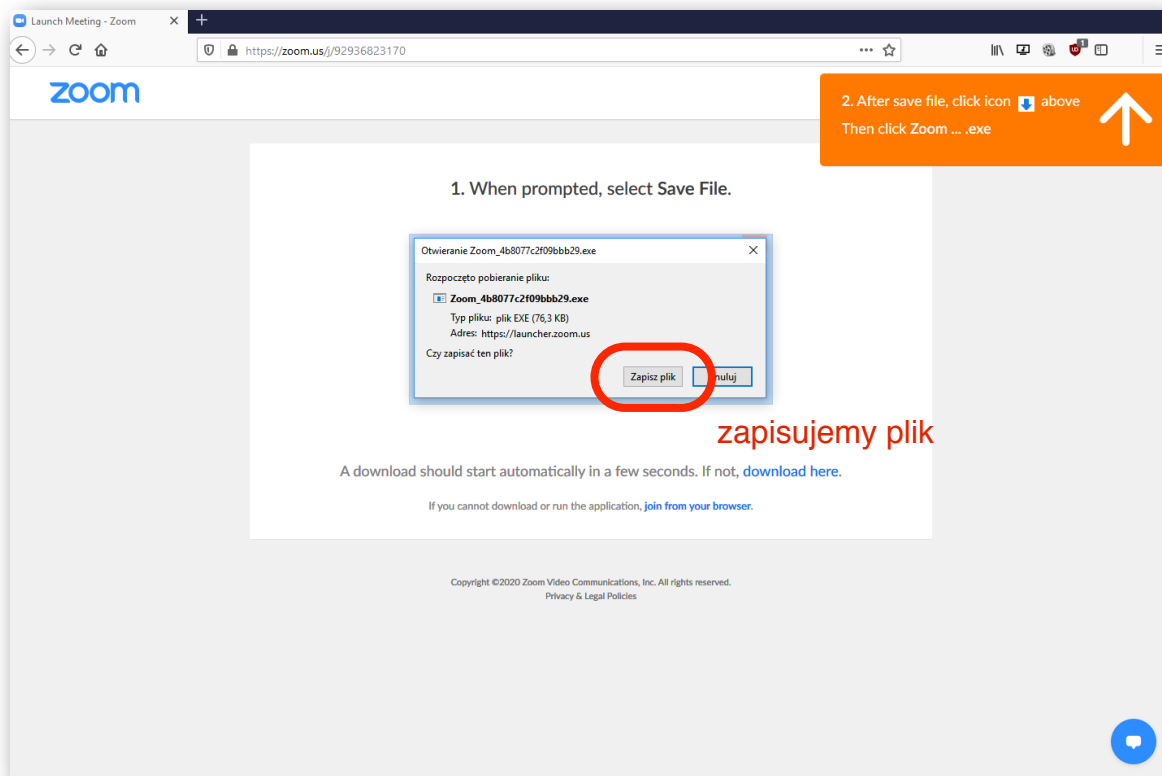 Launch Meeting - Zoom
https://zoom.us/j/92936823170
1
zoom
2. After save file, click icon above
Then click Zoom ... .exe
1. When prompted, select Save File.
Otwieranie Zoom_4b8077c2f09bbb29.exe
Rozpoczęto pobieranie pliku:
Zoom_4b8077c2f09bbb29.exe
Typ pliku: plik EXE (76,3 KB)
Adres: https://launcher.zoom.us
Czy zapisać ten plik?
Zapisz plik
nuluj
zapisujemy plik
A download should start automatically in a few seconds. If not, download here.
If you cannot download or run the application, join from your browser.
Copyright ©2020 Zoom Video Communications, Inc. All rights reserved.
Privacy & Legal Policies